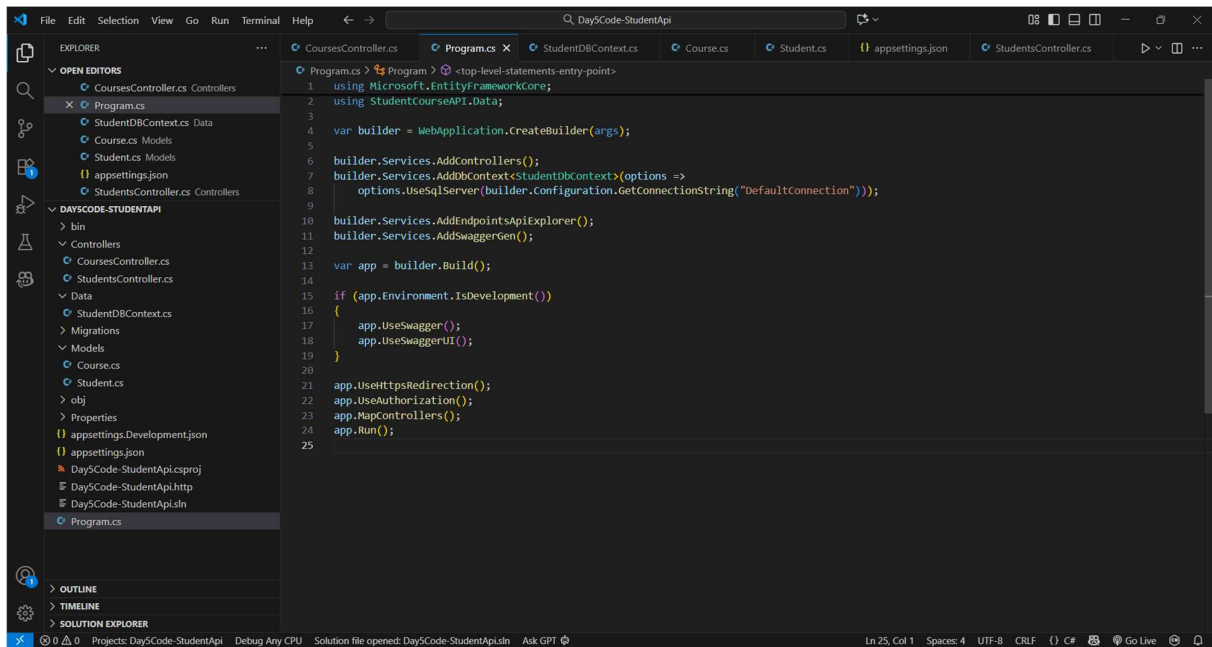 File Edit Selection View Go Run Terminal Help
Day5Code-StudentApi
EXPLORER
OPEN EDITORS
CoursesController.cs Controllers
Program.cs
StudentDBContext.cs Data
Course.cs Models
Student.cs Models
{} appsettings.json
StudentsController.cs Controllers
DAY5CODE-STUDENTAPI
bin
Controllers
CoursesController.cs
StudentsController.cs
Data
StudentDBContext.cs
Migrations
Models
Course.cs
Student.cs
obj
Properties
{} appsettings.Development.json
{} appsettings.json
Day5Code-StudentApi.csproj
Day5Code-StudentApi.http
Day5Code-StudentApi.sln
Program.cs
OUTLINE
TIMELINE
SOLUTION EXPLORER
1
1
CoursesController.cs Program.cs StudentDBContext.cs Course.cs Student.cs {} appsettings.json StudentsController.cs
Program.cs > Program > <top-level-statements-entry-point>
1 using Microsoft.EntityFrameworkCore;
2 using StudentCourseAPI.Data;
3
4 var builder = WebApplication.CreateBuilder(args);
5
6 builder.Services.AddControllers();
7 builder.Services.AddDbContext<StudentDbContext>(options =>
8 options.UseSqlServer(builder.Configuration.GetConnectionString("DefaultConnection")));
9
10 builder.Services.AddEndpointsApiExplorer();
11 builder.Services.AddSwaggerGen();
12
13 var app = builder.Build();
14
15 if (app.Environment.IsDevelopment())
16 {
17 app.UseSwagger();
18 app.UseSwaggerUI();
19 }
20
21 app.UseHttpsRedirection();
22 app.UseAuthorization();
23 app.MapControllers();
24 app.Run();
25
0 0 Projects: Day5Code-StudentApi Debug Any CPU Solution file opened: Day5Code-StudentApi.sln Ask GPT Ln 25, Col 1 Spaces: 4 UTF-8 CRLF {} C# Go Live